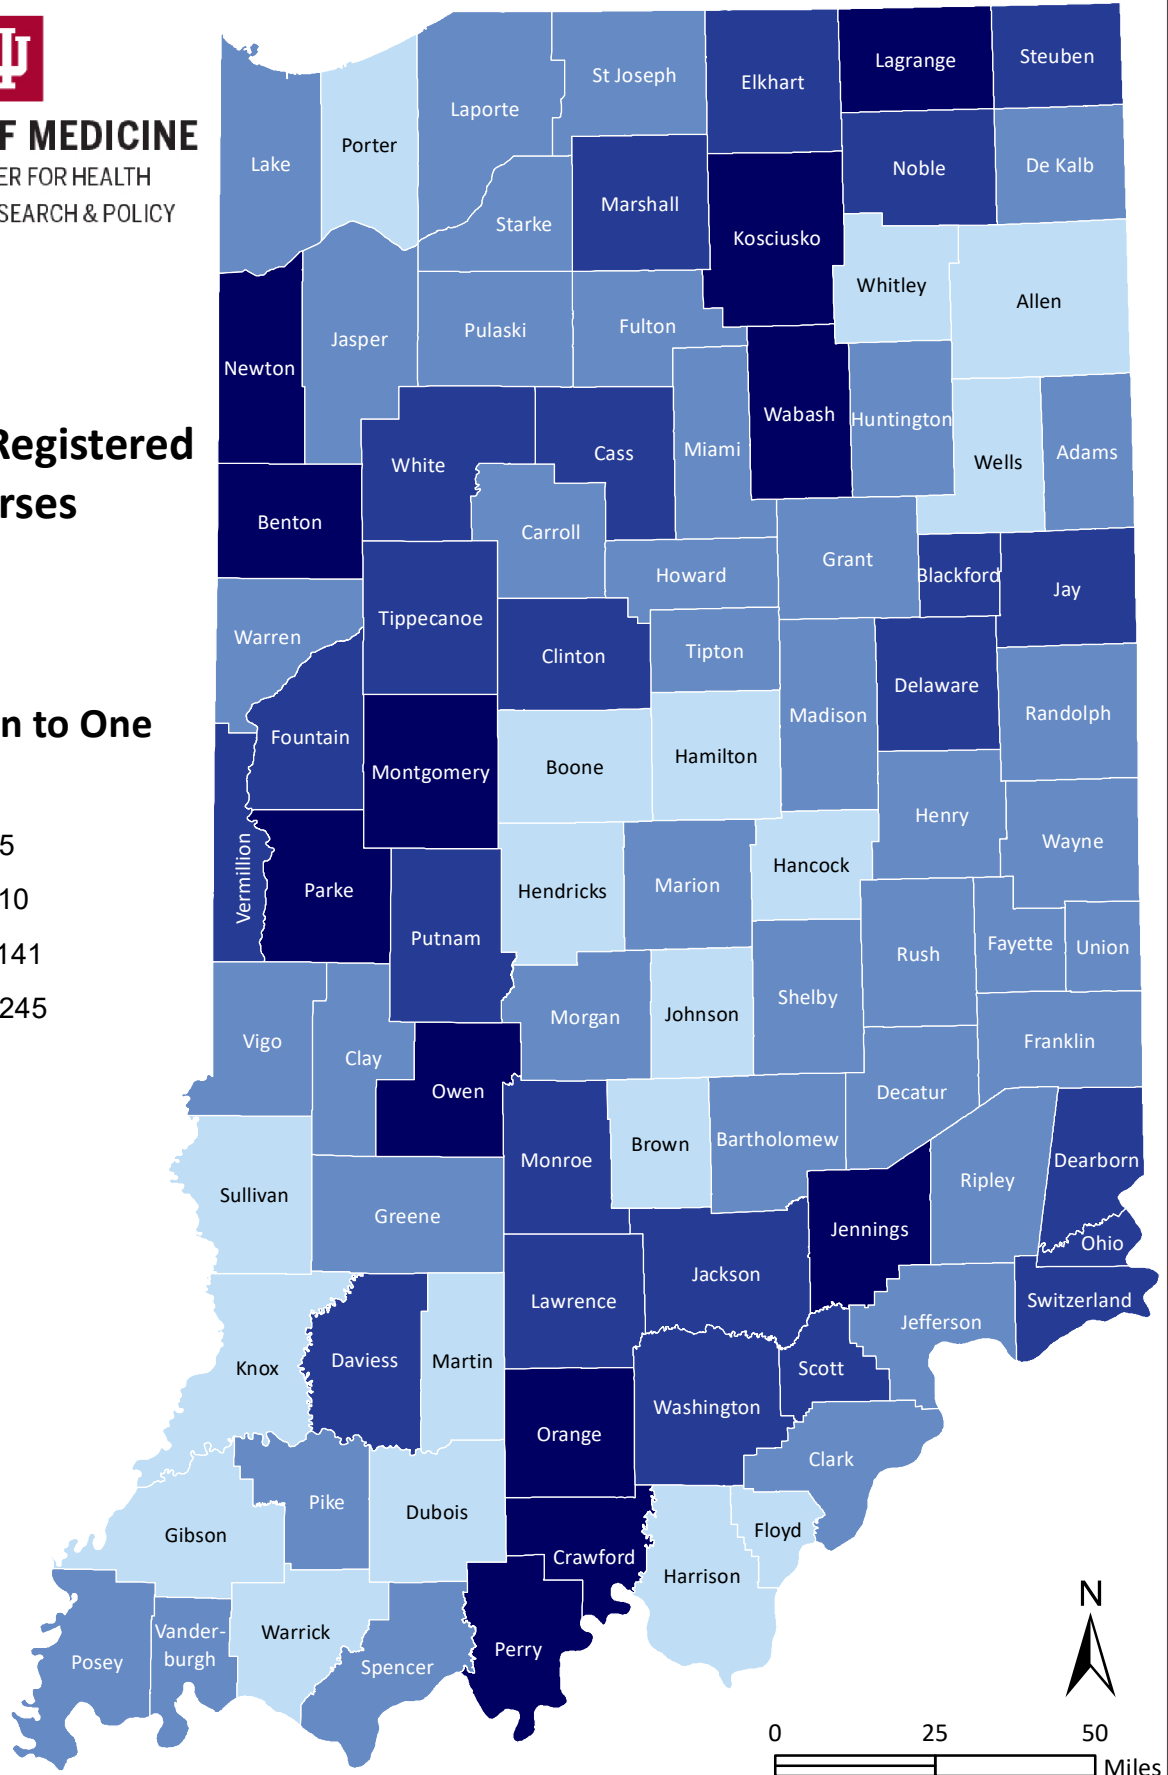 F MEDICINE
ER FOR HEALTH
SEARCH & POLICY
Registered
rses
n to One
5
10
141
245
Lake
Porter
Laporte
St Joseph
Elkhart
Lagrange
Steuben
Noble
De Kalb
Starke
Marshall
Kosciusko
Whitley
Allen
Newton
Jasper
Pulaski
Fulton
Wabash
Huntington
Wells
Adams
White
Cass
Miami
Benton
Carroll
Howard
Grant
Blackford
Jay
Warren
Tippecanoe
Clinton
Tipton
Madison
Delaware
Randolph
Fountain
Montgomery
Boone
Hamilton
Henry
Wayne
Vermillion
Parke
Putnam
Hendricks
Marion
Hancock
Rush
Fayette
Union
Vigo
Clay
Owen
Morgan
Johnson
Shelby
Franklin
Decatur
Sullivan
Greene
Monroe
Brown
Bartholomew
Jennings
Ripley
Dearborn
Ohio
Switzerland
Jefferson
Jackson
Lawrence
Knox
Daviess
Martin
Orange
Washington
Scott
Clark
Gibson
Pike
Dubois
Crawford
Harrison
Floyd
Posey
Vander-
burgh
Warrick
Spencer
Perry
N
0 25 50
Miles